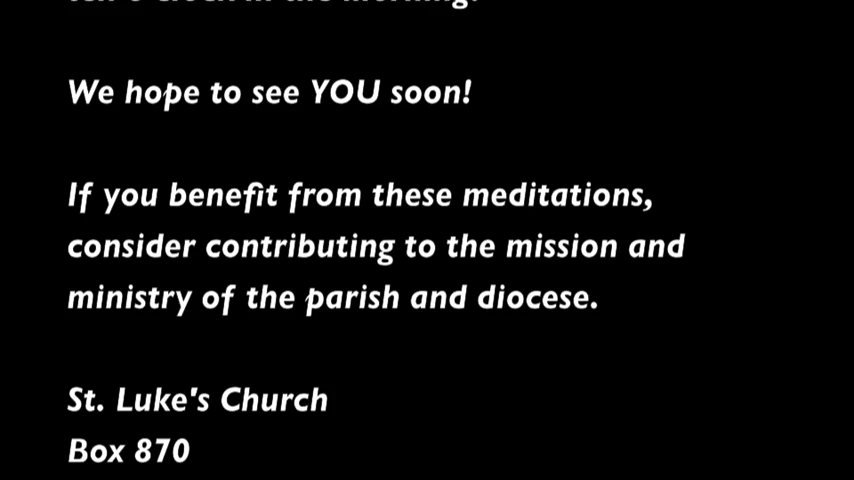 We hope to see YOU soon!
If you benefit from these meditations,
consider contributing to the mission and
ministry of the parish and diocese.
St. Luke's Church
Box 870